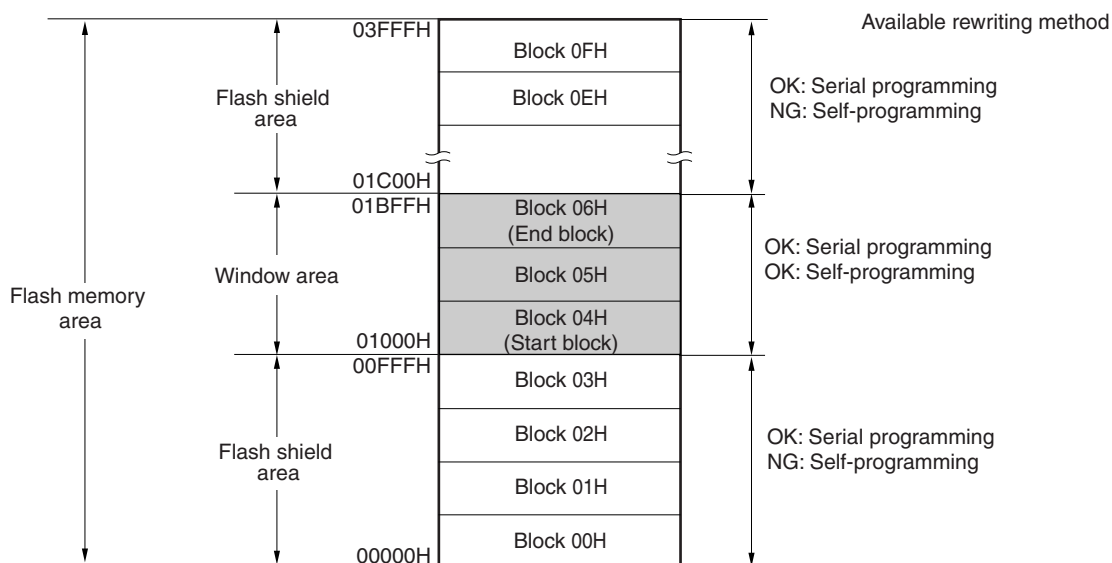 03FFFH
Available rewriting method
Block 0FH
Block 0EH
Flash shield
area
OK: Serial programming
NG: Self-programming
01C00H
01BFFH
Block 06H
(End block)
Block 05H
Block 04H
(Start block)
Window area
OK: Serial programming
OK: Self-programming
Flash memory
area
01000H
00FFFH
Block 03H
Block 02H
Block 01H
Block 00H
Flash shield
area
OK: Serial programming
NG: Self-programming
00000H